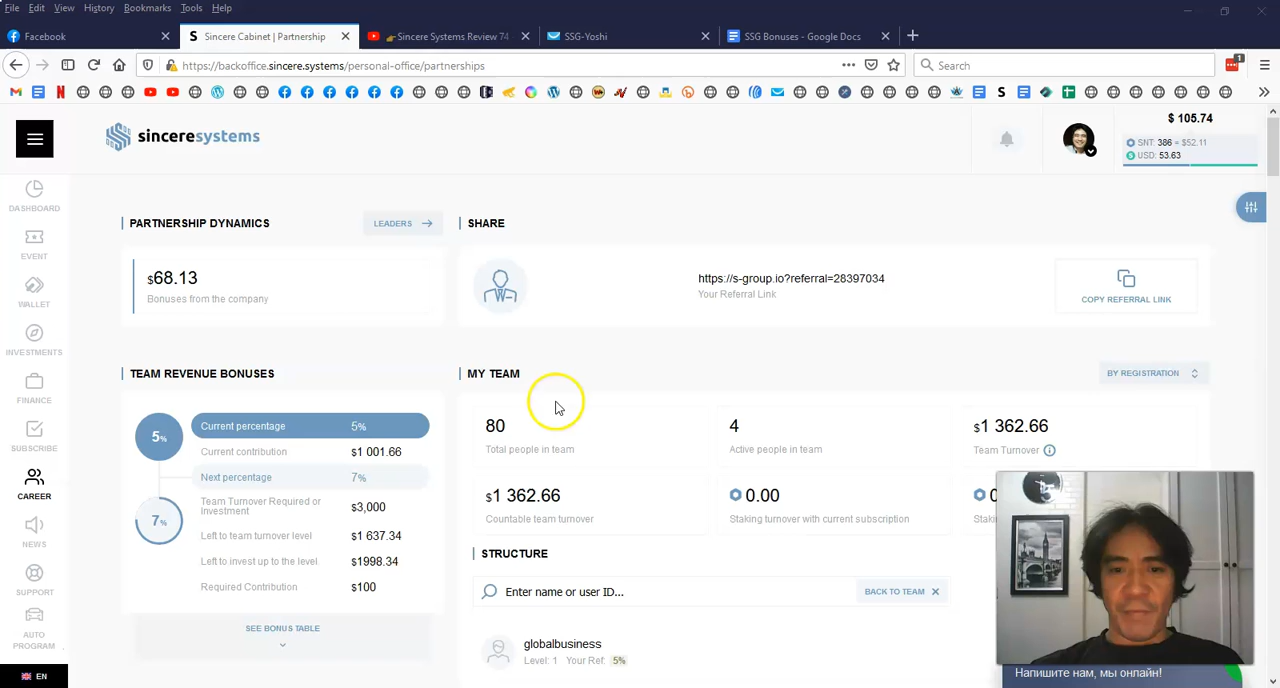 File Edit View History Bookmarks Tools Help
Facebook
Sincere Cabinet | Partnership
Sincere Systems Review 74
SSG-Yoshi
SSG Bonuses - Google Docs
https://backoffice.sincere.systems/personal-office/partnerships
Search
1
sinceresystems
$ 105.74
SNT: 386 = $52.11
USD: 53.63
DASHBOARD
EVENT
WALLET
INVESTMENTS
FINANCE
SUBSCRIBE
CAREER
NEWS
SUPPORT
AUTO PROGRAM
EN
PARTNERSHIP DYNAMICS
LEADERS
$68.13
Bonuses from the company
SHARE
https://s-group.io?referral=28397034
Your Referral Link
COPY REFERRAL LINK
TEAM REVENUE BONUSES
5%
Current percentage 5%
Current contribution $1 001.66
Next percentage 7%
7%
Team Turnover Required or Investment $3,000
Left to team turnover level $1 637.34
Left to invest up to the level $1998.34
Required Contribution $100
SEE BONUS TABLE
MY TEAM
BY REGISTRATION
80
Total people in team
4
Active people in team
$1 362.66
Team Turnover
$1 362.66
Countable team turnover
0.00
Staking turnover with current subscription
0
STRUCTURE
Enter name or user ID...
BACK TO TEAM
globalbusiness
Level: 1 Your Ref: 5%
Напишите нам, мы онлайн!